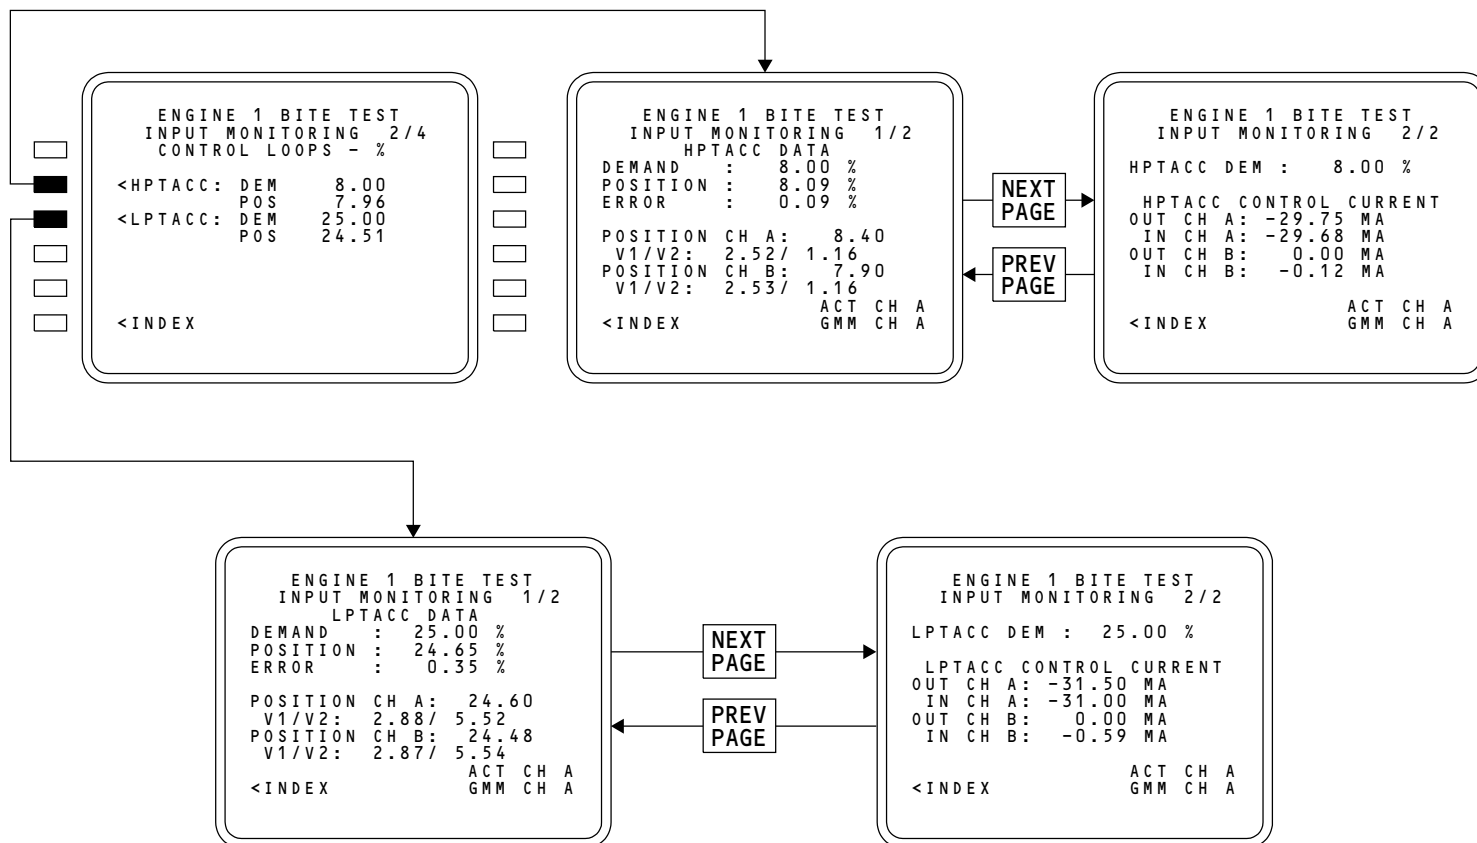 ENGINE 1 BITE TEST
INPUT MONITORING 2/4
CONTROL LOOPS - %
<HPTACC: DEM 8.00
POS 7.96
<LPTACC: DEM 25.00
POS 24.51
<INDEX
ENGINE 1 BITE TEST
INPUT MONITORING 1/2
HPTACC DATA
DEMAND : 8.00 %
POSITION : 8.09 %
ERROR : 0.09 %
POSITION CH A: 8.40
V1/V2: 2.52/ 1.16
POSITION CH B: 7.90
V1/V2: 2.53/ 1.16
ACT CH A
<INDEX GMM CH A
NEXT
PAGE
PREV
PAGE
ENGINE 1 BITE TEST
INPUT MONITORING 2/2
HPTACC DEM : 8.00 %
HPTACC CONTROL CURRENT
OUT CH A: -29.75 MA
IN CH A: -29.68 MA
OUT CH B: 0.00 MA
IN CH B: -0.12 MA
ACT CH A
<INDEX GMM CH A
ENGINE 1 BITE TEST
INPUT MONITORING 1/2
LPTACC DATA
DEMAND : 25.00 %
POSITION : 24.65 %
ERROR : 0.35 %
POSITION CH A: 24.60
V1/V2: 2.88/ 5.52
POSITION CH B: 24.48
V1/V2: 2.87/ 5.54
ACT CH A
<INDEX GMM CH A
NEXT
PAGE
PREV
PAGE
ENGINE 1 BITE TEST
INPUT MONITORING 2/2
LPTACC DEM : 25.00 %
LPTACC CONTROL CURRENT
OUT CH A: -31.50 MA
IN CH A: -31.00 MA
OUT CH B: 0.00 MA
IN CH B: -0.59 MA
ACT CH A
<INDEX GMM CH A